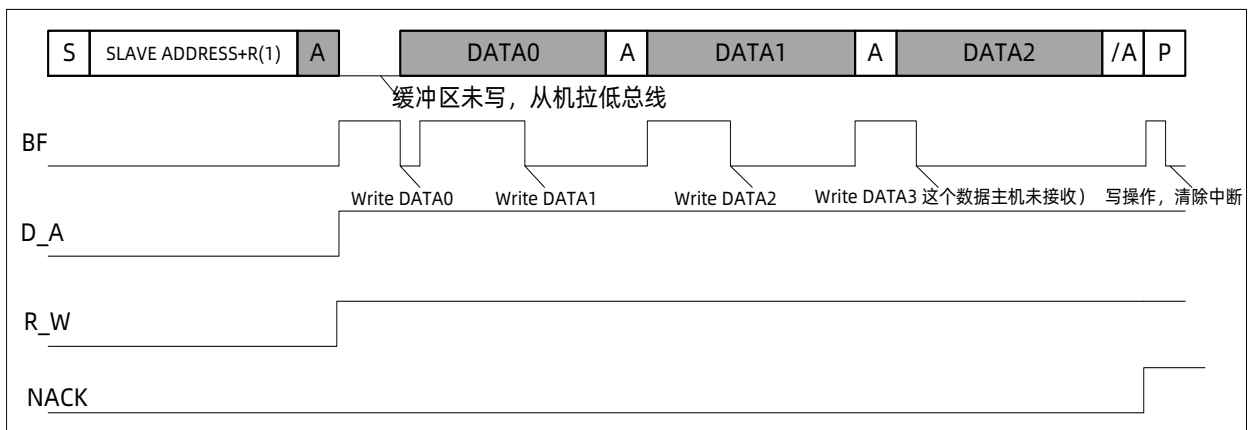 S SLAVE ADDRESS+R(1) A DATA0 A DATA1 A DATA2 /A P
缓冲区未写，从机拉低总线
BF
Write DATA0 Write DATA1 Write DATA2 Write DATA3 这个数据主机未接收） 写操作，清除中断
D_A
R_W
NACK